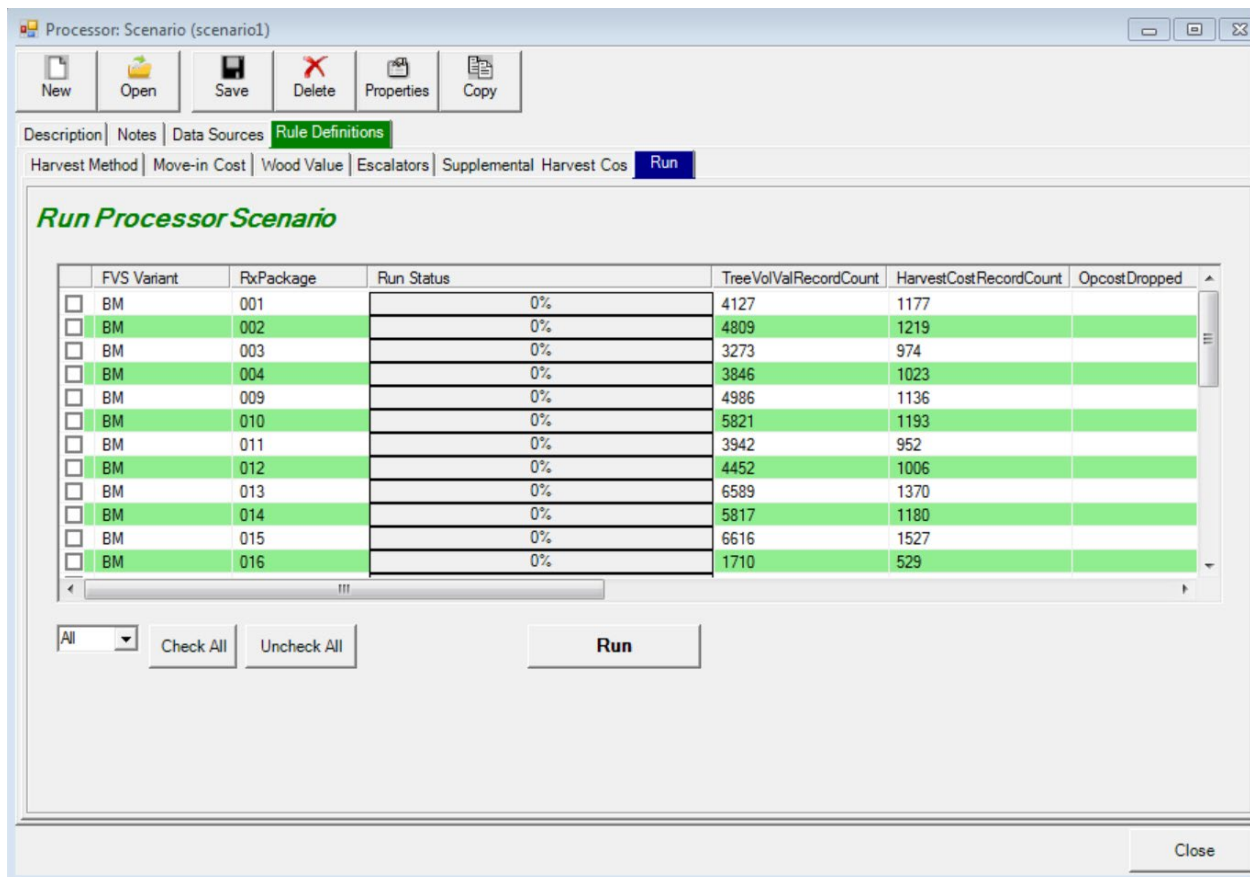 Processor: Scenario (scenario1)
New Open Save Delete Properties Copy
Description Notes Data Sources Rule Definitions
Harvest Method Move-in Cost Wood Value Escalators Supplemental Harvest Cos Run
Run Processor Scenario
FVS Variant RxPackage Run Status TreeVolValRecordCount HarvestCostRecordCount OpcostDropped
BM 001 0% 4127 1177
BM 002 0% 4809 1219
BM 003 0% 3273 974
BM 004 0% 3846 1023
BM 009 0% 4986 1136
BM 010 0% 5821 1193
BM 011 0% 3942 952
BM 012 0% 4452 1006
BM 013 0% 6589 1370
BM 014 0% 5817 1180
BM 015 0% 6616 1527
BM 016 0% 1710 529
All Check All Uncheck All Run
Close